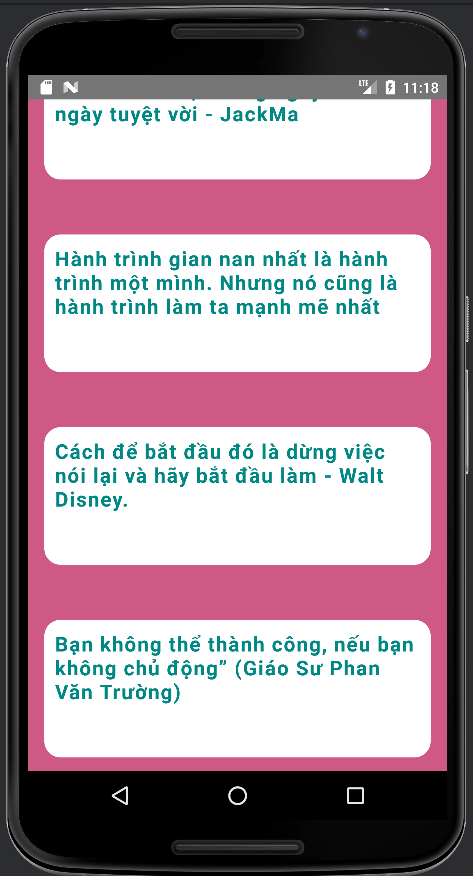 LTE 11:18
ngày tuyệt vời - JackMa
Hành trình gian nan nhất là hành
trình một mình. Nhưng nó cũng là
hành trình làm ta mạnh mẽ nhất
Cách để bắt đầu đó là dừng việc
nói lại và hãy bắt đầu làm - Walt
Disney.
Bạn không thể thành công, nếu bạn
không chủ động” (Giáo Sư Phan
Văn Trường)